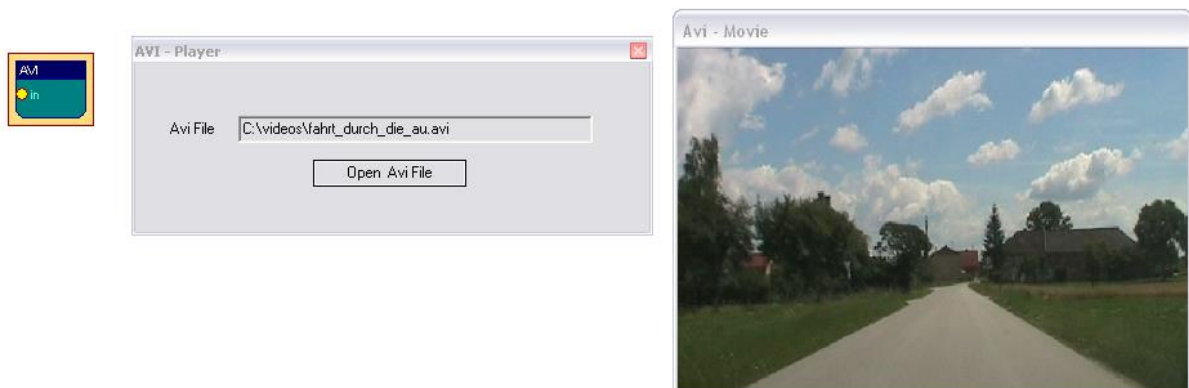 AVI
in
AVI - Player
Avi File
C:\videos\fahrt_durch_die_au.avi
Open Avi File
Avi - Movie